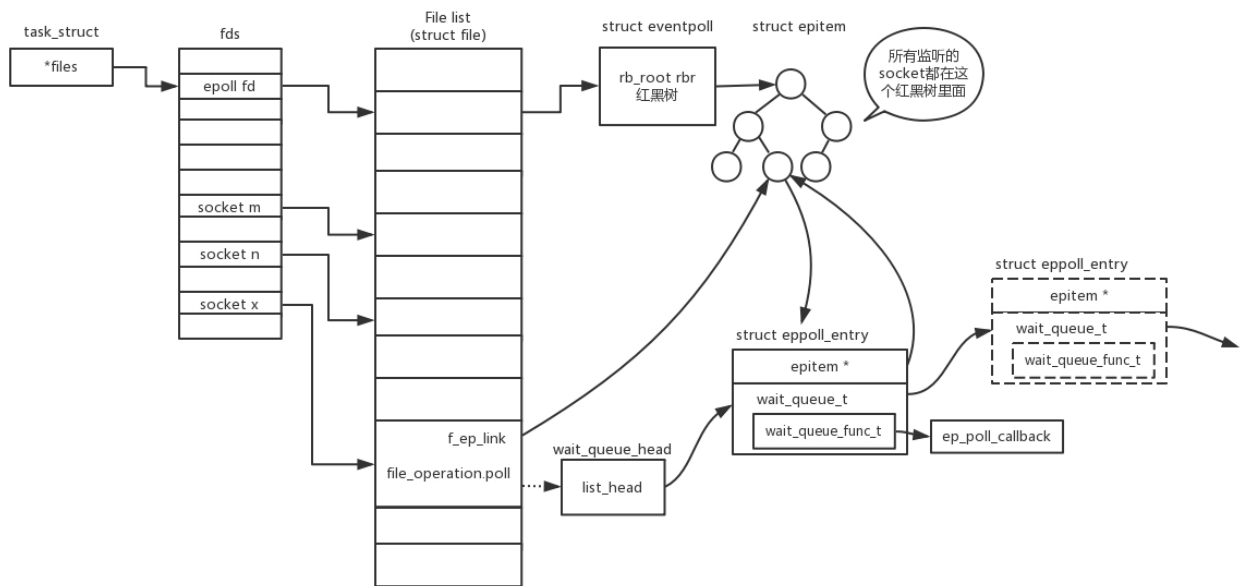 task_struct
*files
fds
epoll fd
socket m
socket n
socket x
File list
(struct file)
f_ep_link
file_operation.poll
struct eventpoll
rb_root rbr
红黑树
struct epitem
所有监听的
socket都在这
个红黑树里面
wait_queue_head
list_head
struct eppoll_entry
epitem *
wait_queue_t
wait_queue_func_t
ep_poll_callback
struct eppoll_entry
epitem *
wait_queue_t
wait_queue_func_t